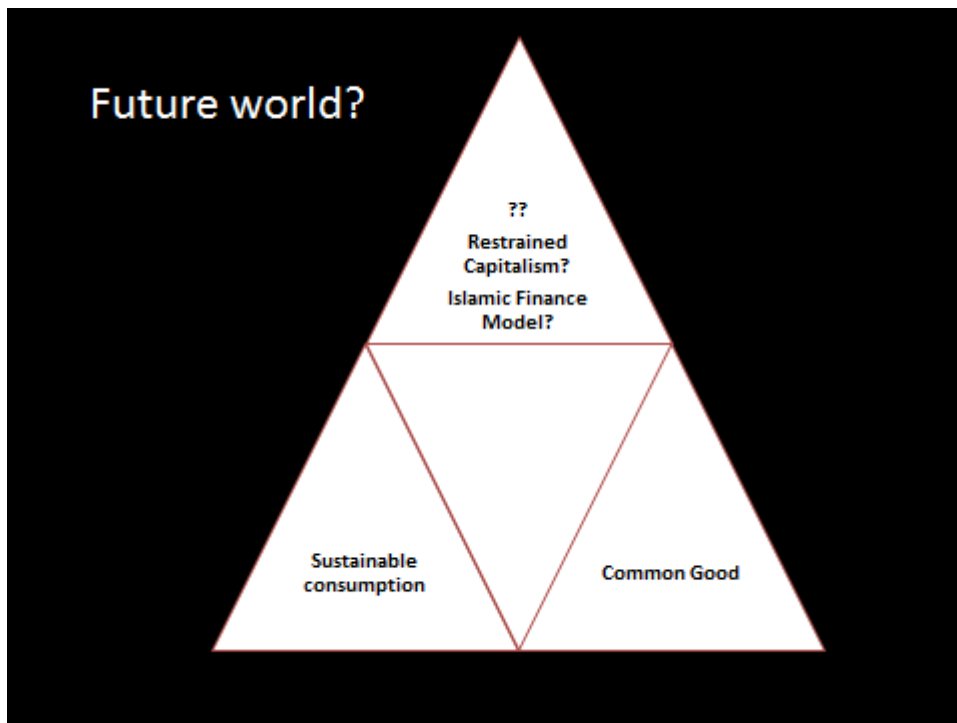 Future world?
??
Restrained
Capitalism?
Islamic Finance
Model?
Sustainable
consumption
Common Good